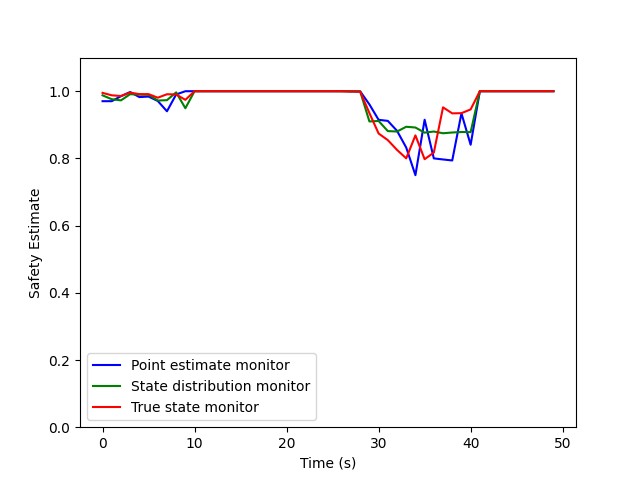 1.0
0.8
0.6
0.4
0.2
0.0
Safety Estimate
Point estimate monitor
State distribution monitor
True state monitor
0 10 20 30 40 50
Time (s)